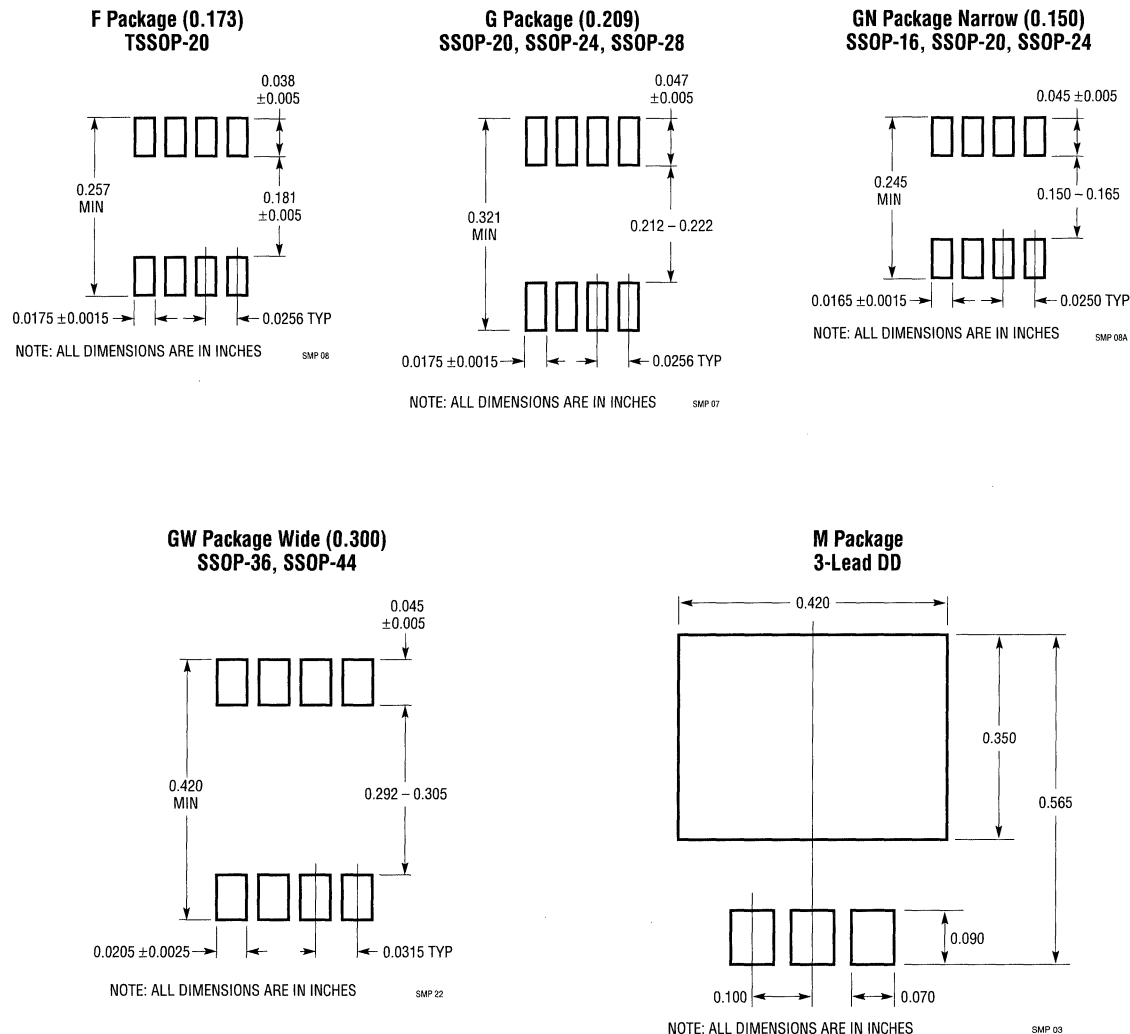 F Package (0.173)
TSSOP-20
0.038
±0.005
0.257
MIN
0.181
±0.005
0.0175 ±0.0015
0.0256 TYP
NOTE: ALL DIMENSIONS ARE IN INCHES
SMP 08
G Package (0.209)
SSOP-20, SSOP-24, SSOP-28
0.047
±0.005
0.321
MIN
0.212 – 0.222
0.0175 ±0.0015
0.0256 TYP
NOTE: ALL DIMENSIONS ARE IN INCHES
SMP 07
GN Package Narrow (0.150)
SSOP-16, SSOP-20, SSOP-24
0.045 ±0.005
0.245
MIN
0.150 – 0.165
0.0165 ±0.0015
0.0250 TYP
NOTE: ALL DIMENSIONS ARE IN INCHES
SMP 08A
GW Package Wide (0.300)
SSOP-36, SSOP-44
0.045
±0.005
0.420
MIN
0.292 – 0.305
0.0205 ±0.0025
0.0315 TYP
NOTE: ALL DIMENSIONS ARE IN INCHES
SMP 22
M Package
3-Lead DD
0.420
0.350
0.565
0.090
0.100
0.070
NOTE: ALL DIMENSIONS ARE IN INCHES
SMP 03